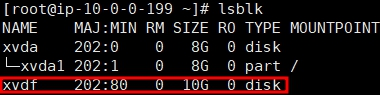 [root@ip-10-0-0-199 ~]# lsblk
NAME    MAJ:MIN RM SIZE RO TYPE MOUNTPOINT
xvda    202:0    0   8G  0 disk
└─xvda1 202:1    0   8G  0 part /
xvdf    202:80   0  10G  0 disk